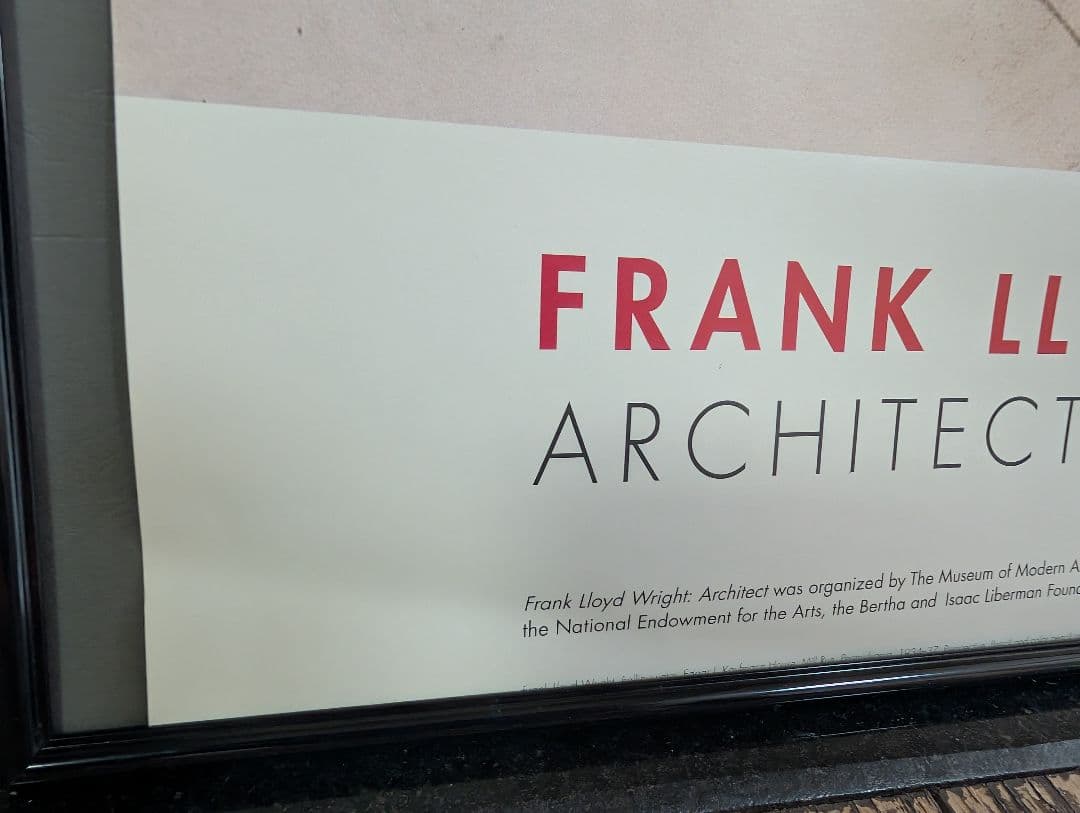 FRANK LL
ARCHITECT
Frank Lloyd Wright: Architect was organized by The Museum of Modern A
the National Endowment for the Arts, the Bertha and Isaac Liberman Found